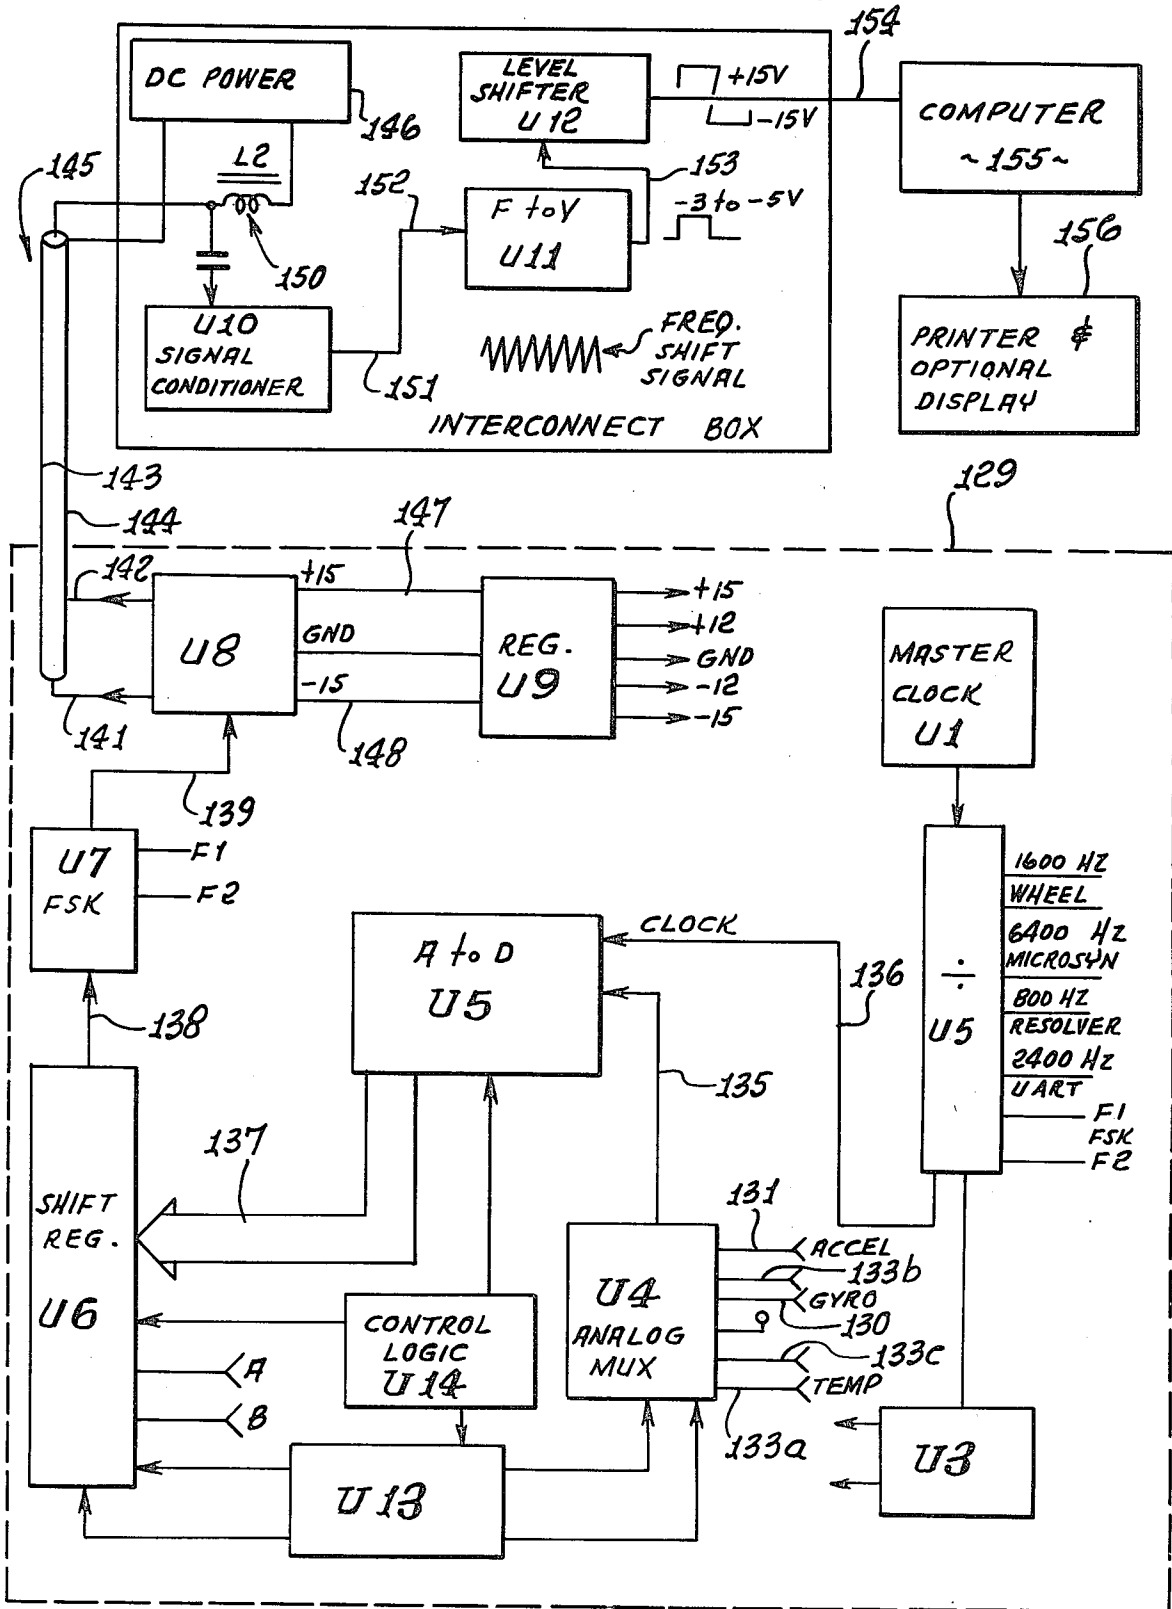 154
DC POWER
LEVEL
SHIFTER
U12
+15V
-15V
146
COMPUTER
~155~
145
L2
152
153
F to V
U11
-3 to -5V
156
150
U10
SIGNAL
CONDITIONER
151
FREQ.
SHIFT
SIGNAL
PRINTER &
OPTIONAL
DISPLAY
INTERCONNECT BOX
143
144
147
129
142
+15
GND
-15
U8
REG.
U9
+15
+12
GND
-12
-15
MASTER
CLOCK
U1
141
148
139
U7
FSK
F1
F2
1600 HZ
WHEEL
6400 HZ
MICROSYN
800 HZ
RESOLVER
2400 HZ
UART
F1
FSK
F2
÷
U5
A to D
U5
CLOCK
136
138
135
137
SHIFT
REG.
U6
131
ACCEL
133b
GYRO
130
133c
TEMP
133a
U4
ANALOG
MUX
CONTROL
LOGIC
U14
A
B
U13
U3